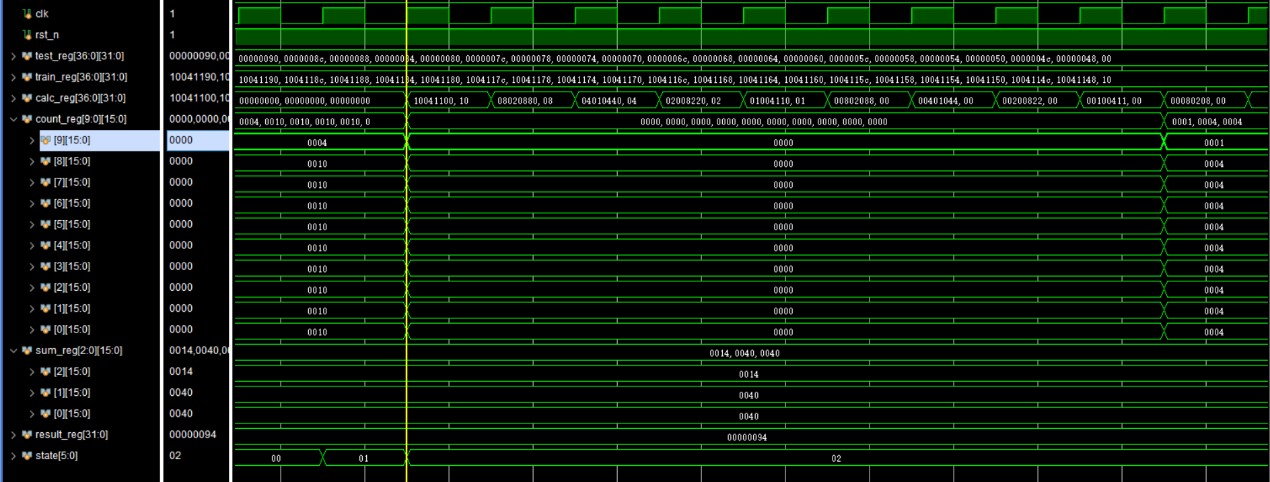 clk 1
rst_n 1
test_reg[36:0][31:0] 00000090,00 00000090, 0000008c, 00000088, 00000084, 00000080, 0000007c, 00000078, 00000074, 00000070, 0000006c, 00000068, 00000064, 00000060, 0000005c, 00000058, 00000054, 00000050, 0000004c, 00000048, 00
train_reg[36:0][31:0] 10041190,10 10041190, 1004118c, 10041188, 10041184, 10041180, 1004117c, 10041178, 10041174, 10041170, 1004116c, 10041168, 10041164, 10041160, 1004115c, 10041158, 10041154, 10041150, 1004114c, 10041148, 10
calc_reg[36:0][31:0] 10041100,10 00000000, 00000000, 00000000 10041100, 10 08020880, 08 04010440, 04 02008220, 02 01004110, 01 00802088, 00 00401044, 00 00200822, 00 00100411, 00 00080208, 00
count_reg[9:0][15:0] 0000,0000,00 0004, 0010, 0010, 0010, 0010, 0 0000, 0000, 0000, 0000, 0000, 0000, 0000, 0000, 0000, 0000 0001, 0004, 0004
[9][15:0] 0000 0004 0000 0001
[8][15:0] 0000 0010 0000 0004
[7][15:0] 0000 0010 0000 0004
[6][15:0] 0000 0010 0000 0004
[5][15:0] 0000 0010 0000 0004
[4][15:0] 0000 0010 0000 0004
[3][15:0] 0000 0010 0000 0004
[2][15:0] 0000 0010 0000 0004
[1][15:0] 0000 0010 0000 0004
[0][15:0] 0000 0010 0000 0004
sum_reg[2:0][15:0] 0014,0040,00 0014, 0040, 0040
[2][15:0] 0014 0014
[1][15:0] 0040 0040
[0][15:0] 0040 0040
result_reg[31:0] 00000094 00000094
state[5:0] 02 00 01 02